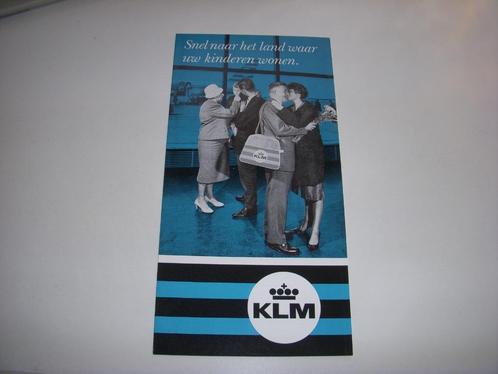 Snel naar het land waar
uw kinderen wonen.
KLM
KLM